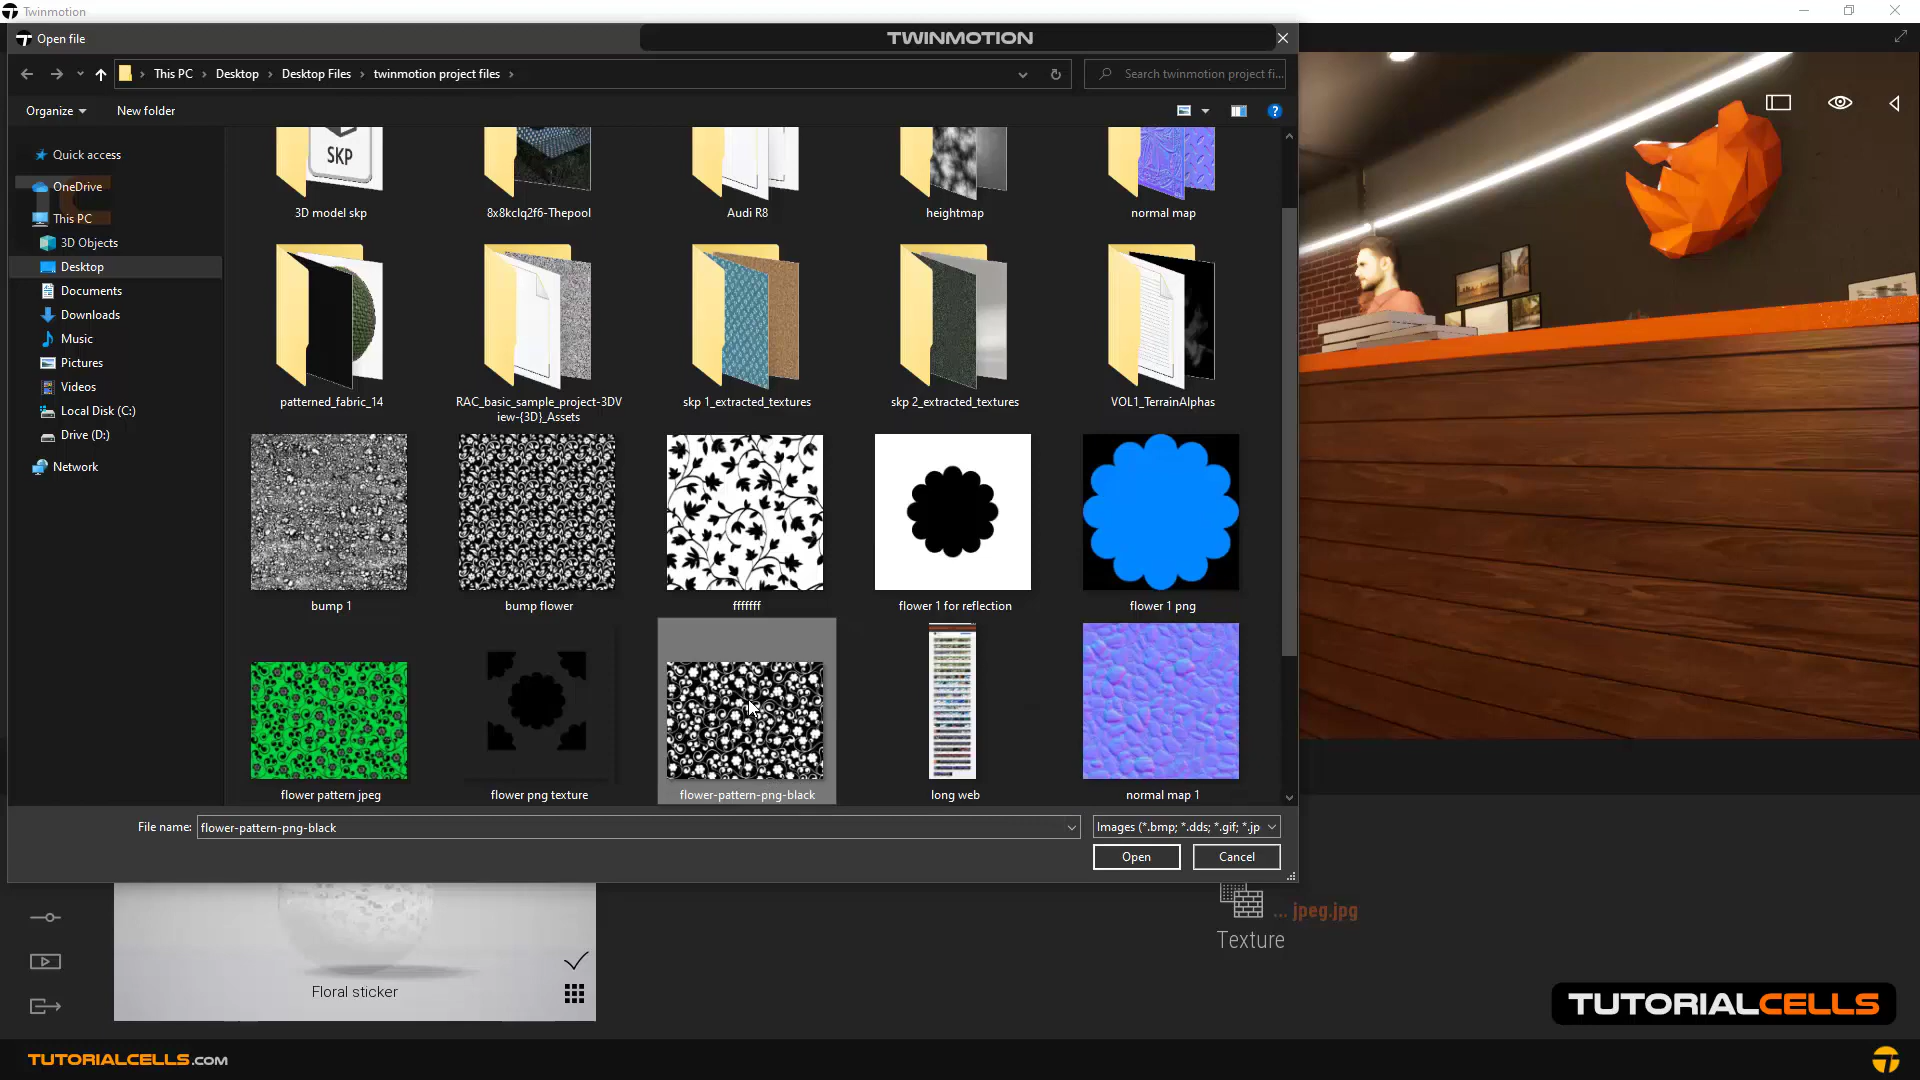 Twinmotion
Open file
TWINMOTION
This PC
Desktop
Desktop Files
twinmotion project files
Search twinmotion project fi...
Organize
New folder
Quick access
OneDrive
This PC
3D Objects
Desktop
Documents
Downloads
Music
Pictures
Videos
Local Disk (C:)
Drive (D:)
Network
SKP
3D model skp
8x8kclq2f6-Thepool
Audi R8
heightmap
normal map
patterned_fabric_14
RAC_basic_sample_project-3DV
iew-{3D}_Assets
skp 1_extracted_textures
skp 2_extracted_textures
VOL1_TerrainAlphas
bump 1
bump flower
fffffff
flower 1 for reflection
flower 1 png
flower pattern jpeg
flower png texture
flower-pattern-png-black
long web
normal map 1
File name:
flower-pattern-png-black
Images (*.bmp; *.dds; *.gif; *.jp
Open
Cancel
... jpeg.jpg
Texture
Floral sticker
TUTORIALCELLS
TUTORIALCELLS.COM